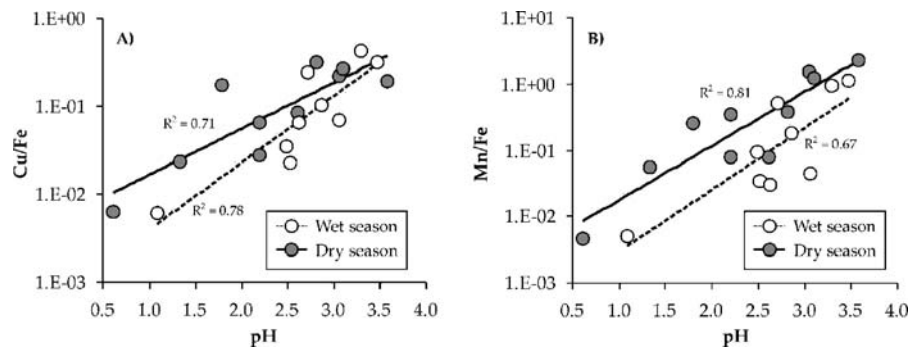 A)
Cu/Fe
1.E+00
1.E-01
1.E-02
1.E-03
R² = 0.71
R² = 0.78
Wet season
Dry season
0.5 1.0 1.5 2.0 2.5 3.0 3.5 4.0
pH
B)
Mn/Fe
1.E+01
1.E+00
1.E-01
1.E-02
1.E-03
R² = 0.81
R² = 0.67
Wet season
Dry season
0.5 1.0 1.5 2.0 2.5 3.0 3.5 4.0
pH